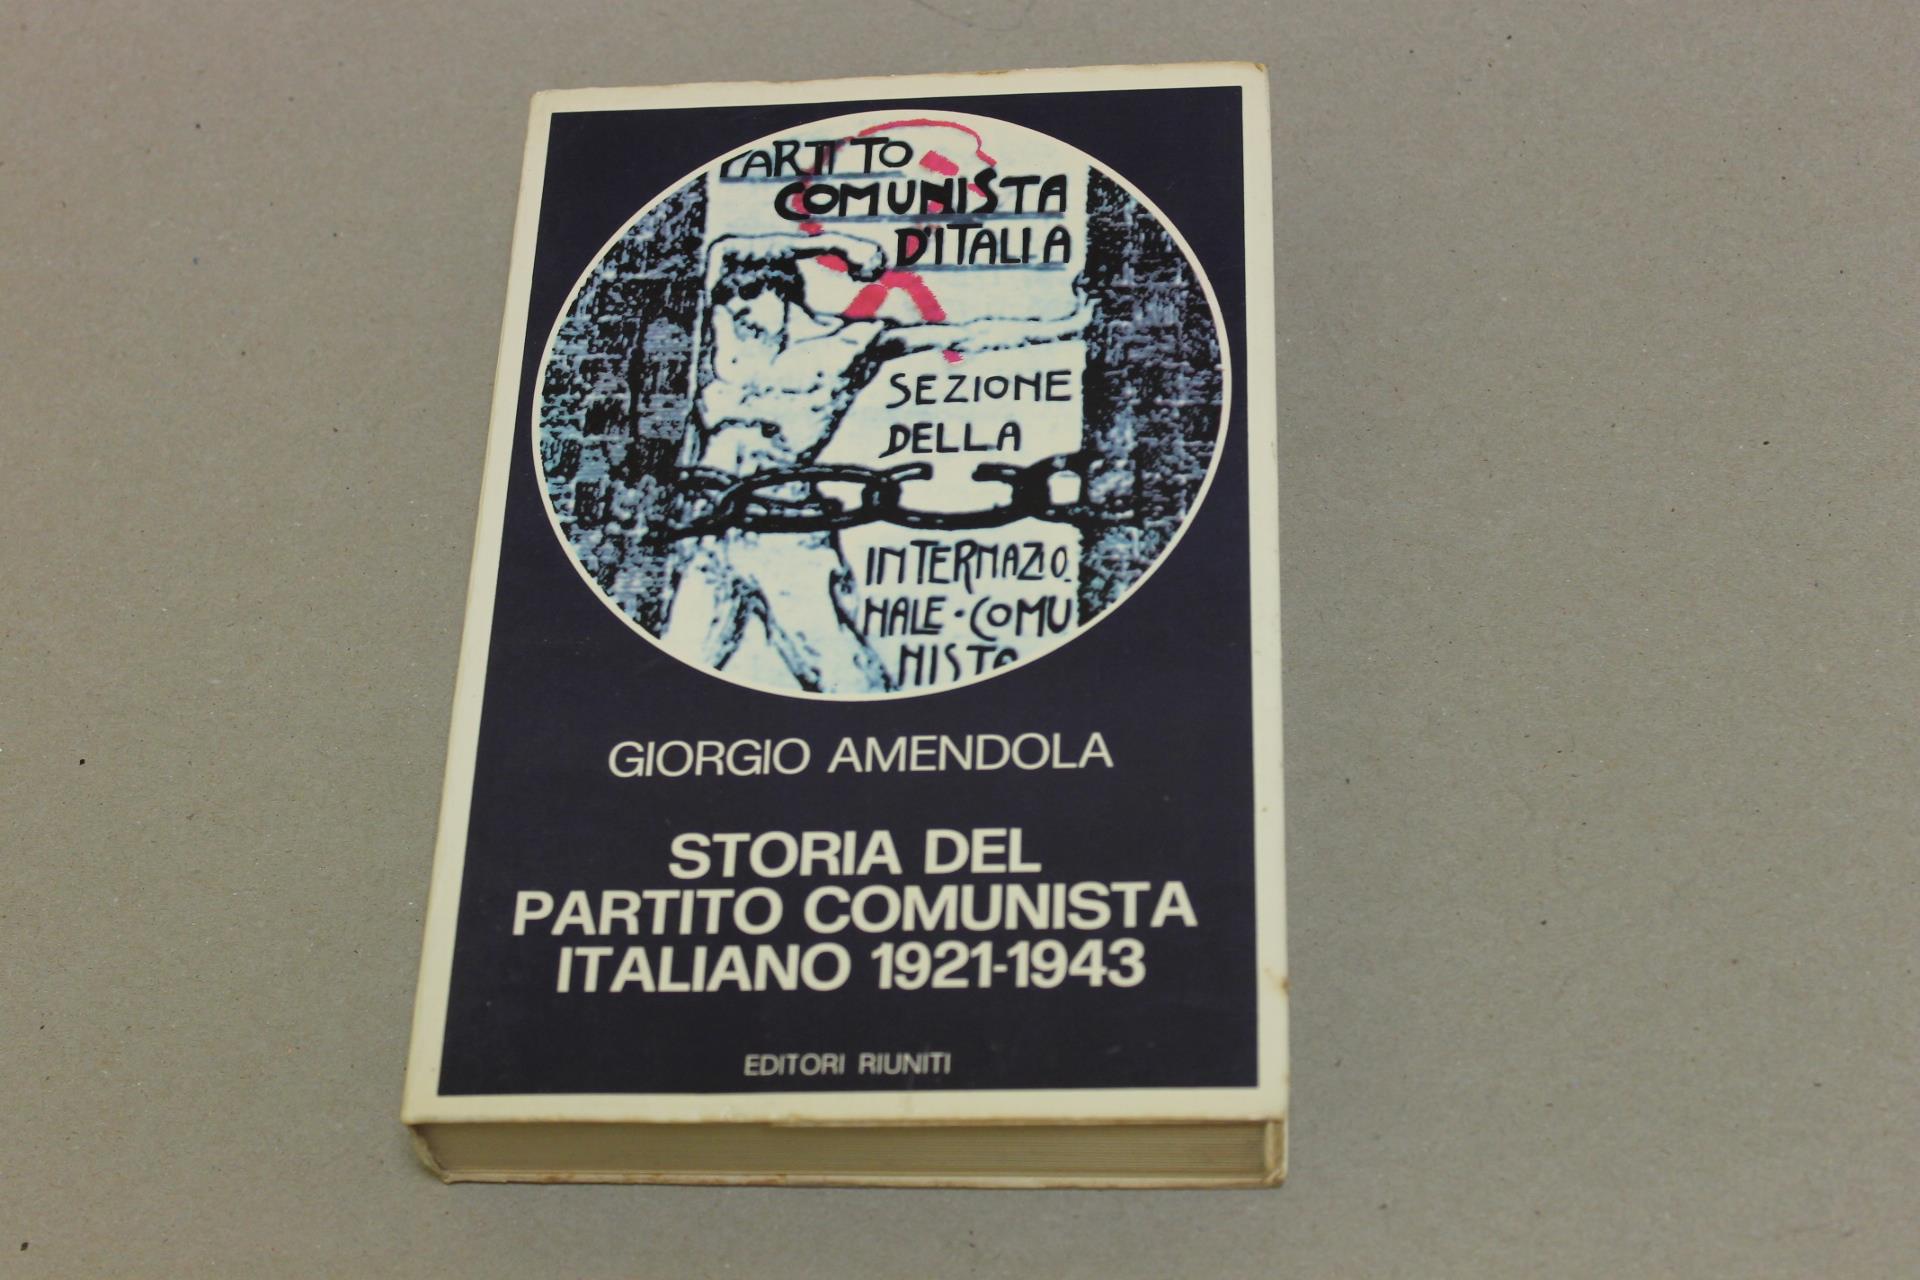 PARTITO
COMUNISTA
D'ITALIA
SEZIONE
DELLA
INTERNAZIO
NALE·COMU
NISTA
GIORGIO AMENDOLA
STORIA DEL
PARTITO COMUNISTA
ITALIANO 1921-1943
EDITORI RIUNITI